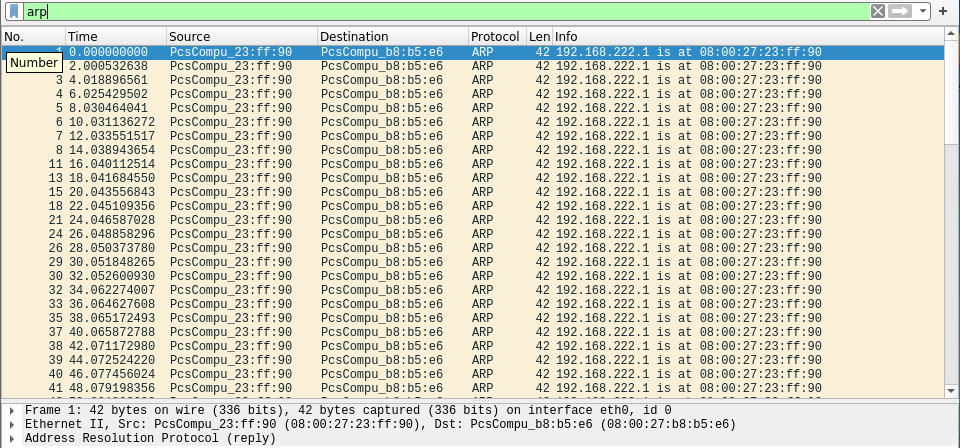 arp
No. Time Source Destination Protocol Len Info
1 0.000000000 PcsCompu_23:ff:90 PcsCompu_b8:b5:e6 ARP 42 192.168.222.1 is at 08:00:27:23:ff:90
Number 2.000532638 PcsCompu_23:ff:90 PcsCompu_b8:b5:e6 ARP 42 192.168.222.1 is at 08:00:27:23:ff:90
3 4.018896561 PcsCompu_23:ff:90 PcsCompu_b8:b5:e6 ARP 42 192.168.222.1 is at 08:00:27:23:ff:90
4 6.025429502 PcsCompu_23:ff:90 PcsCompu_b8:b5:e6 ARP 42 192.168.222.1 is at 08:00:27:23:ff:90
5 8.030464041 PcsCompu_23:ff:90 PcsCompu_b8:b5:e6 ARP 42 192.168.222.1 is at 08:00:27:23:ff:90
6 10.031136272 PcsCompu_23:ff:90 PcsCompu_b8:b5:e6 ARP 42 192.168.222.1 is at 08:00:27:23:ff:90
7 12.033551517 PcsCompu_23:ff:90 PcsCompu_b8:b5:e6 ARP 42 192.168.222.1 is at 08:00:27:23:ff:90
8 14.038943654 PcsCompu_23:ff:90 PcsCompu_b8:b5:e6 ARP 42 192.168.222.1 is at 08:00:27:23:ff:90
11 16.040112514 PcsCompu_23:ff:90 PcsCompu_b8:b5:e6 ARP 42 192.168.222.1 is at 08:00:27:23:ff:90
13 18.041684550 PcsCompu_23:ff:90 PcsCompu_b8:b5:e6 ARP 42 192.168.222.1 is at 08:00:27:23:ff:90
15 20.043556843 PcsCompu_23:ff:90 PcsCompu_b8:b5:e6 ARP 42 192.168.222.1 is at 08:00:27:23:ff:90
18 22.045109356 PcsCompu_23:ff:90 PcsCompu_b8:b5:e6 ARP 42 192.168.222.1 is at 08:00:27:23:ff:90
21 24.046587028 PcsCompu_23:ff:90 PcsCompu_b8:b5:e6 ARP 42 192.168.222.1 is at 08:00:27:23:ff:90
24 26.048858296 PcsCompu_23:ff:90 PcsCompu_b8:b5:e6 ARP 42 192.168.222.1 is at 08:00:27:23:ff:90
26 28.050373780 PcsCompu_23:ff:90 PcsCompu_b8:b5:e6 ARP 42 192.168.222.1 is at 08:00:27:23:ff:90
29 30.051848265 PcsCompu_23:ff:90 PcsCompu_b8:b5:e6 ARP 42 192.168.222.1 is at 08:00:27:23:ff:90
30 32.052600930 PcsCompu_23:ff:90 PcsCompu_b8:b5:e6 ARP 42 192.168.222.1 is at 08:00:27:23:ff:90
32 34.062274007 PcsCompu_23:ff:90 PcsCompu_b8:b5:e6 ARP 42 192.168.222.1 is at 08:00:27:23:ff:90
33 36.064627608 PcsCompu_23:ff:90 PcsCompu_b8:b5:e6 ARP 42 192.168.222.1 is at 08:00:27:23:ff:90
35 38.065172493 PcsCompu_23:ff:90 PcsCompu_b8:b5:e6 ARP 42 192.168.222.1 is at 08:00:27:23:ff:90
37 40.065872788 PcsCompu_23:ff:90 PcsCompu_b8:b5:e6 ARP 42 192.168.222.1 is at 08:00:27:23:ff:90
38 42.071172980 PcsCompu_23:ff:90 PcsCompu_b8:b5:e6 ARP 42 192.168.222.1 is at 08:00:27:23:ff:90
39 44.072524220 PcsCompu_23:ff:90 PcsCompu_b8:b5:e6 ARP 42 192.168.222.1 is at 08:00:27:23:ff:90
40 46.077456024 PcsCompu_23:ff:90 PcsCompu_b8:b5:e6 ARP 42 192.168.222.1 is at 08:00:27:23:ff:90
41 48.079198356 PcsCompu_23:ff:90 PcsCompu_b8:b5:e6 ARP 42 192.168.222.1 is at 08:00:27:23:ff:90
Frame 1: 42 bytes on wire (336 bits), 42 bytes captured (336 bits) on interface eth0, id 0
Ethernet II, Src: PcsCompu_23:ff:90 (08:00:27:23:ff:90), Dst: PcsCompu_b8:b5:e6 (08:00:27:b8:b5:e6)
Address Resolution Protocol (reply)